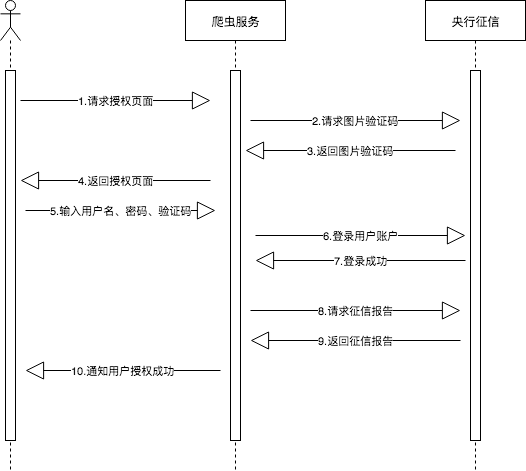 爬虫服务
央行征信
1.请求授权页面
2.请求图片验证码
3.返回图片验证码
4.返回授权页面
5.输入用户名、密码、验证码
6.登录用户账户
7.登录成功
8.请求征信报告
9.返回征信报告
10.通知用户授权成功